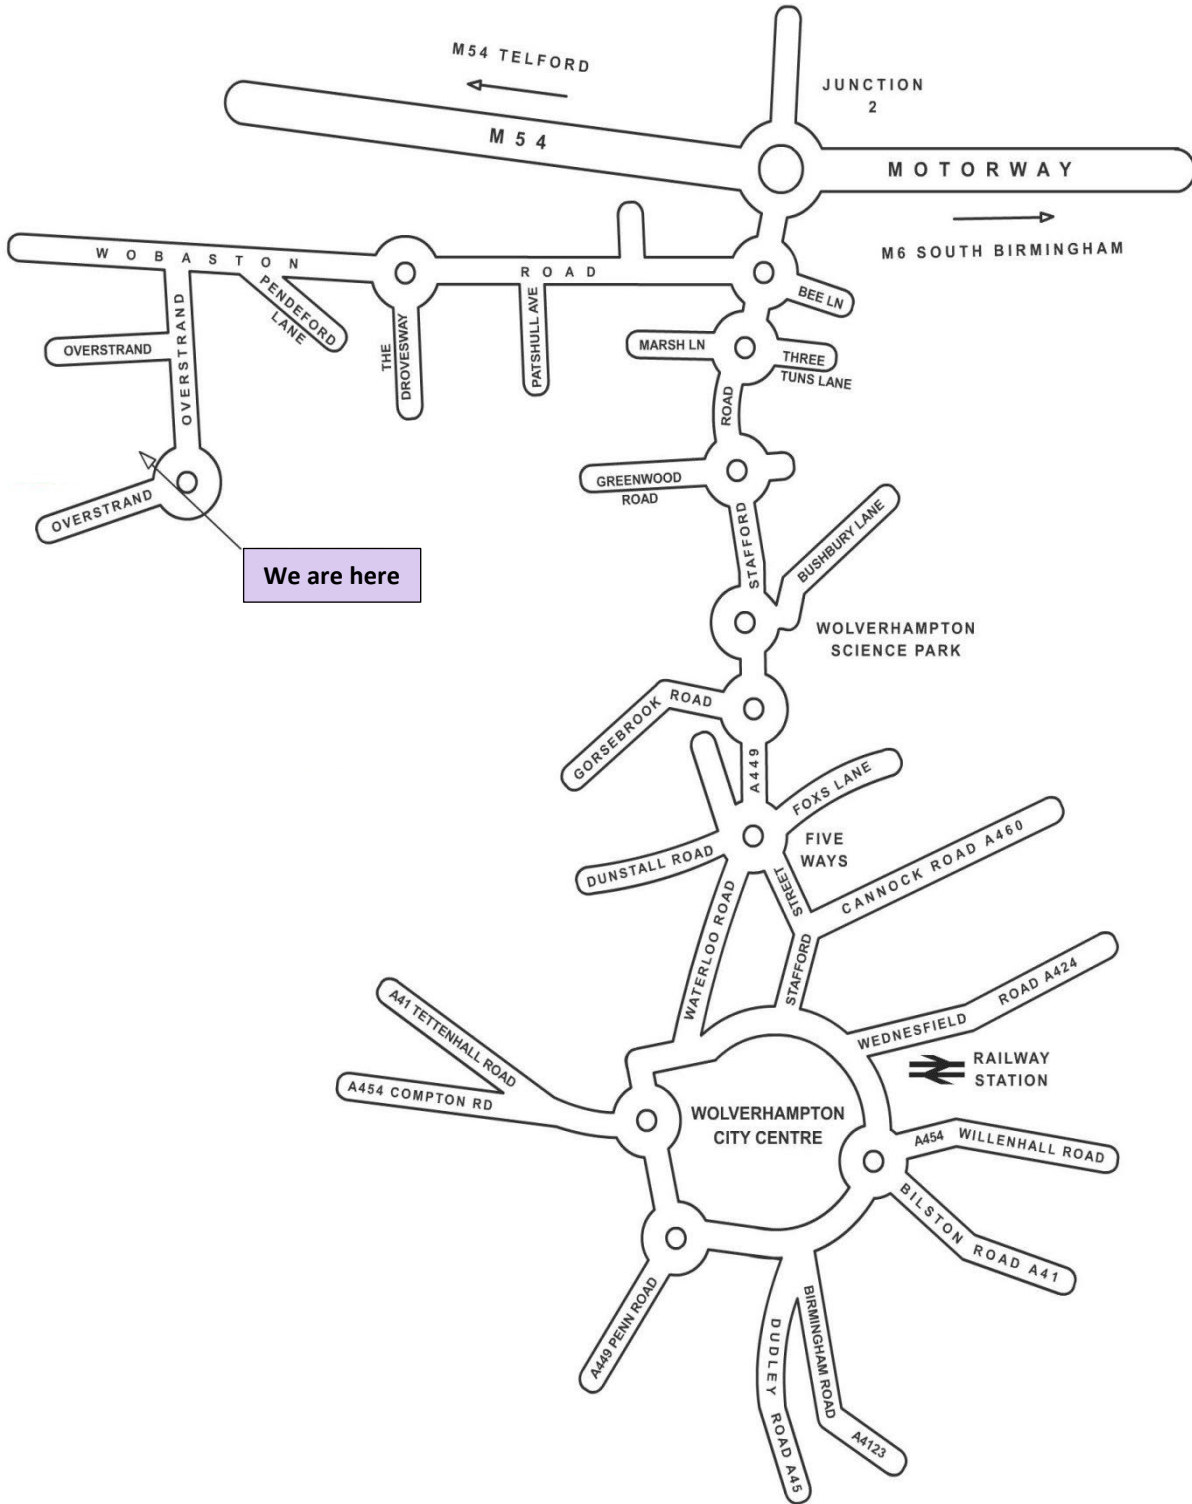 M54 TELFORD
JUNCTION
2
M 5 4
MOTORWAY
M6 SOUTH BIRMINGHAM
WOBASTON
ROAD
BEE LN
PENDEFORD
LANE
OVERSTRAND
OVERSTRAND
THE
DROVESWAY
PATSHULL AVE
MARSH LN
THREE
TUNS LANE
ROAD
GREENWOOD
ROAD
OVERSTRAND
STAFFORD
BUSHBURY LANE
We are here
WOLVERHAMPTON
SCIENCE PARK
GORSEBROOK ROAD
A449
FOXS LANE
FIVE
WAYS
DUNSTALL ROAD
STREET
CANNOCK ROAD A460
WATERLOO ROAD
STAFFORD
WEDNESFIELD ROAD A424
A41 TETTENHALL ROAD
RAILWAY
STATION
A454 COMPTON RD
WOLVERHAMPTON
CITY CENTRE
A454 WILLENHALL ROAD
BILSTON ROAD A41
A449 PENN ROAD
DUDLEY ROAD A45
BIRMINGHAM ROAD
A4123